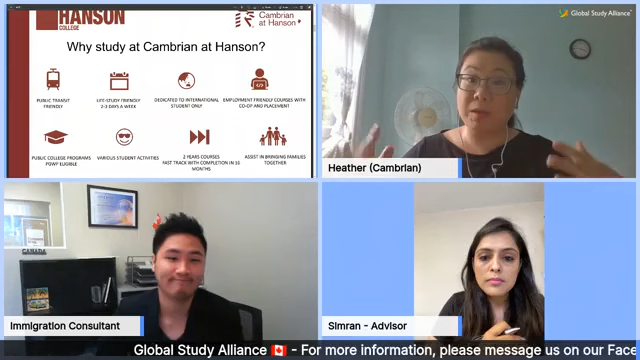 HANSON
COLLEGE
Cambrian
at Hanson
Why study at Cambrian at Hanson?
PUBLIC TRANSIT
FRIENDLY
2-3 DAYS A WEEK
DEDICATED TO INTERNATIONAL
STUDENT ONLY
EMPLOYMENT FRIENDLY COURSES WITH
CO-OP AND PLACEMENT
PUBLIC COLLEGE PROGRAMS
PGWP ELIGIBLE
VARIOUS STUDENT ACTIVITIES
2 YEARS COURSES
FAST TRACK WITH COMPLETION IN 16
MONTHS
ASSIST IN BRINGING FAMILIES
TOGETHER
Global Study Alliance
Heather (Cambrian)
CANADA
Immigration Consultant
Simran - Advisor
Global Study Alliance 🇨🇦 - For more information, please message us on our Face